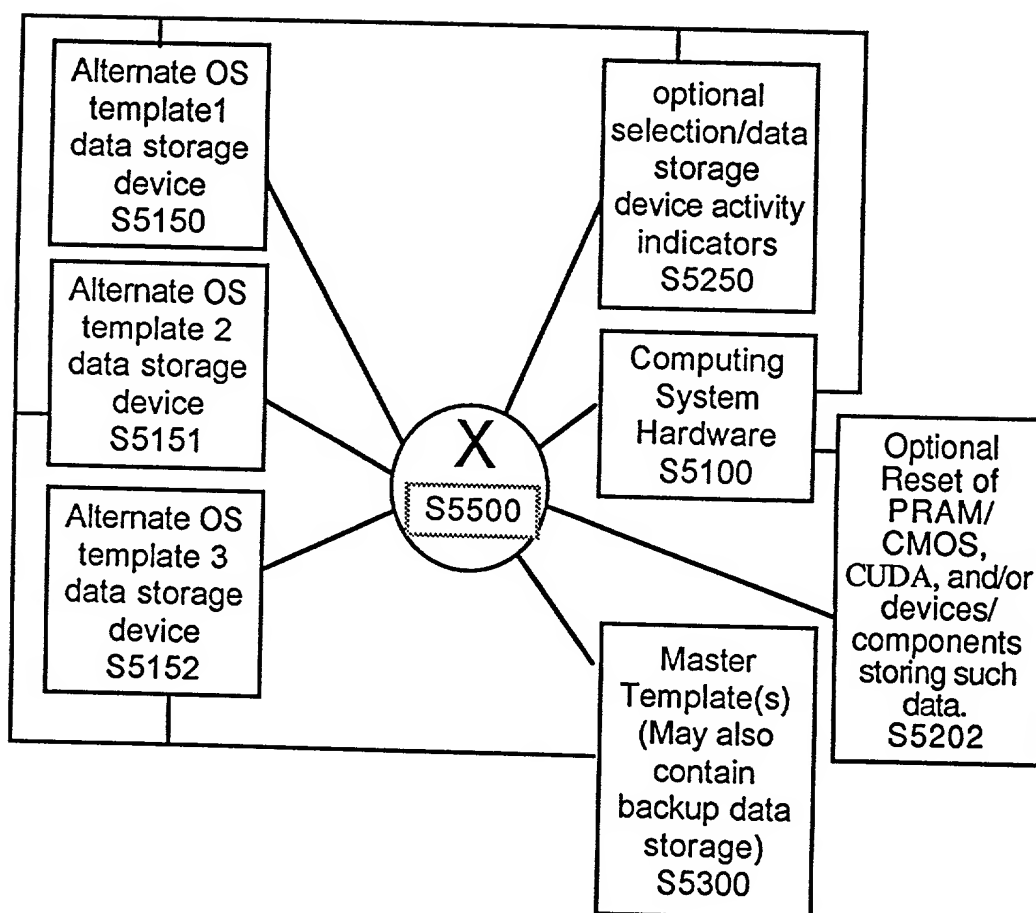 Alternate OS
template1
data storage
device
S5150
Alternate OS
template 2
data storage
device
S5151
Alternate OS
template 3
data storage
device
S5152
X
S5500
optional
selection/data
storage
device activity
indicators
S5250
Computing
System
Hardware
S5100
Optional
Reset of
PRAM/
CMOS,
CUDA, and/or
devices/
components
storing such
data.
S5202
Master
Template(s)
(May also
contain
backup data
storage)
S5300